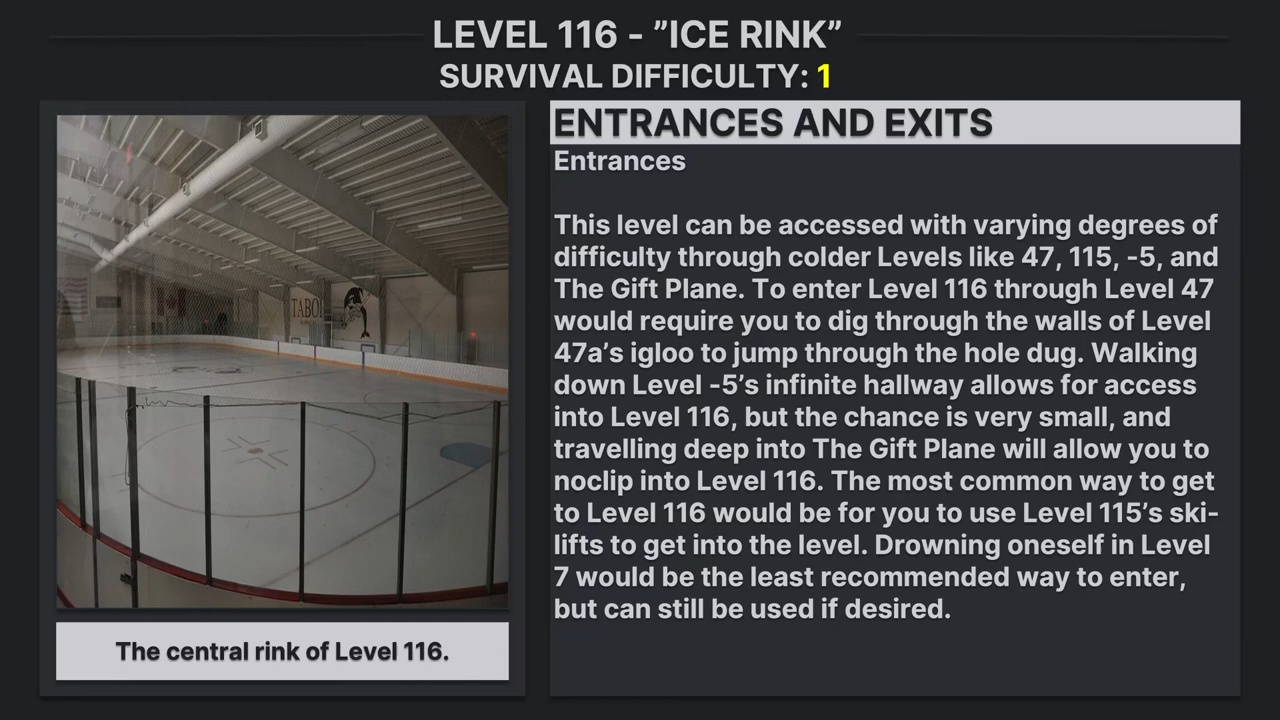 LEVEL 116 - ”ICE RINK”
SURVIVAL DIFFICULTY: 1
TABOR
The central rink of Level 116.
ENTRANCES AND EXITS
Entrances
This level can be accessed with varying degrees of
difficulty through colder Levels like 47, 115, -5, and
The Gift Plane. To enter Level 116 through Level 47
would require you to dig through the walls of Level
47a’s igloo to jump through the hole dug. Walking
down Level -5’s infinite hallway allows for access
into Level 116, but the chance is very small, and
travelling deep into The Gift Plane will allow you to
noclip into Level 116. The most common way to get
to Level 116 would be for you to use Level 115’s ski-
lifts to get into the level. Drowning oneself in Level
7 would be the least recommended way to enter,
but can still be used if desired.